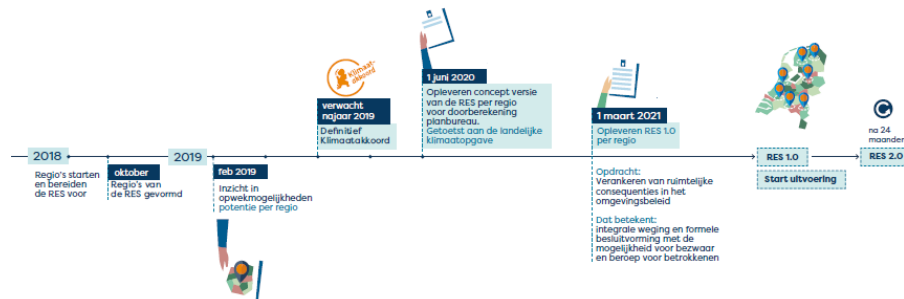 2018
Regio's starten
en bereiden
de RES voor
oktober
Regio's van
de RES gevormd
2019
feb 2019
Inzicht in
opwekmogelijkheden
potentie per regio
Klimaat-
akkoord
verwacht
najaar 2019
Definitief
Klimaatakkoord
1 juni 2020
Opleveren concept versie
van de RES per regio
voor doorberekening
planbureau.
Getoetst aan de landelijke
klimaatopgave
1 maart 2021
Opleveren RES 1.0
per regio
Opdracht:
Verankeren van ruimtelijke
consequenties in het
omgevingsbeleid
Dat betekent:
integrale weging en formele
besluitvorming met de
mogelijkheid voor bezwaar
en beroep voor betrokkenen
RES 1.0
Start uitvoering
na 24
maanden
RES 2.0